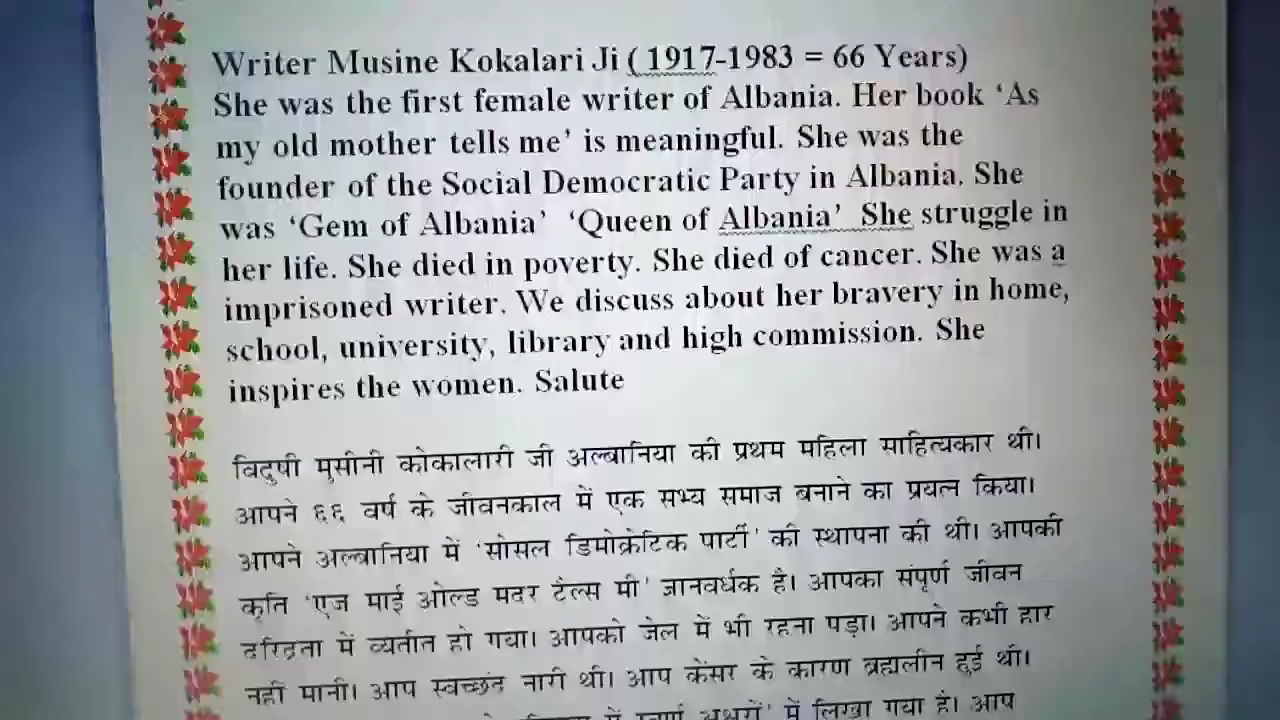 Writer Musine Kokalari Ji ( 1917-1983 = 66 Years)
She was the first female writer of Albania. Her book ‘As
my old mother tells me’ is meaningful. She was the
founder of the Social Democratic Party in Albania. She
was ‘Gem of Albania’ ‘Queen of Albania’ She struggle in
her life. She died in poverty. She died of cancer. She was a
imprisoned writer. We discuss about her bravery in home,
school, university, library and high commission. She
inspires the women. Salute
विदुषी मुसीनी कोकालारी जी अल्बानिया की प्रथम महिला साहित्यकार थी।
आपने ६६ वर्ष के जीवनकाल में एक सभ्य समाज बनाने का प्रयत्न किया।
आपने अल्बानिया में ‘सोसल डिमोक्रेटिक पार्टी’ की स्थापना की थी। आपकी
कृति ‘एज माई ओल्ड मदर टैल्स मी’ ज्ञानवर्धक है। आपका संपूर्ण जीवन
दरिद्रता में व्यतीत हो गया। आपको जेल में भी रहना पड़ा। आपने कभी हार
नहीं मानी। आप स्वच्छंद नारी थी। आप केंसर के कारण ब्रह्मलीन हुई थी।
में स्वर्ण अक्षरों’ में लिखा गया है। आप